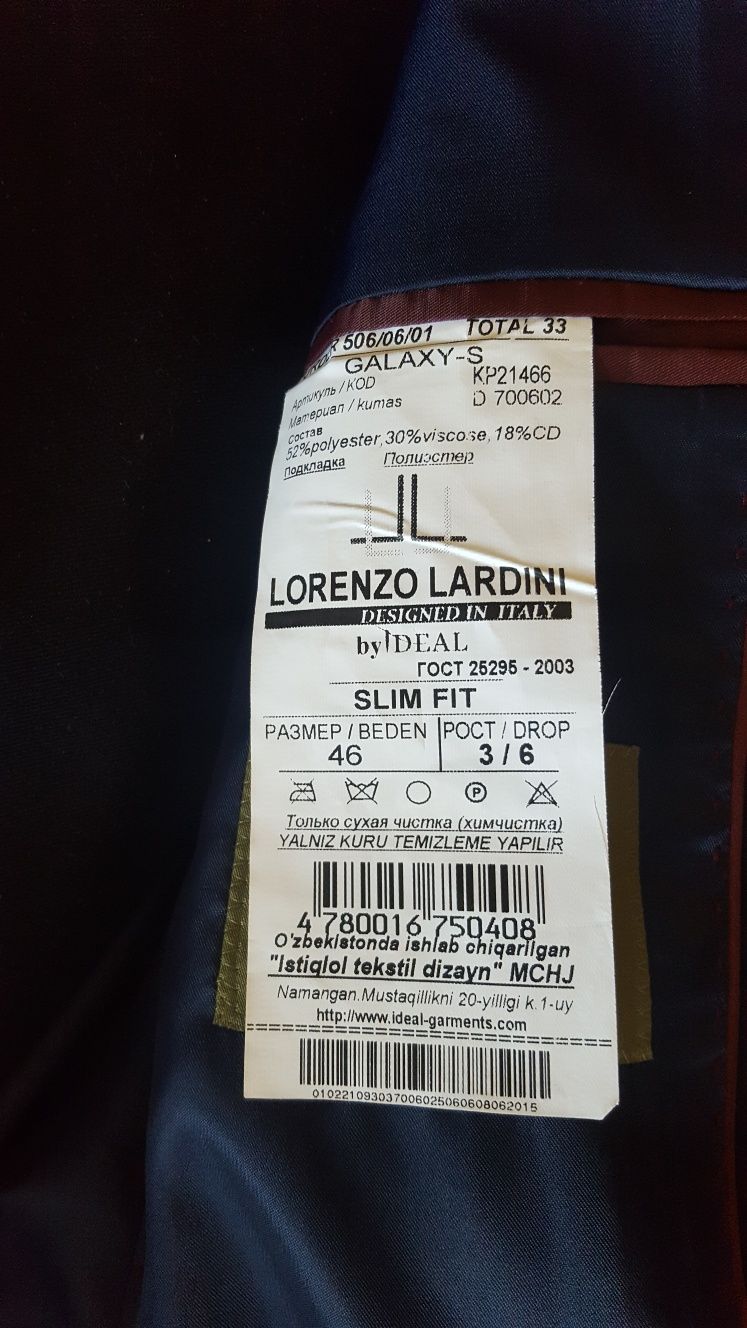 R 506/06/01 TOTAL 33
GALAXY-S
Артикуль / KOD KP21466
Материал / kumas D 700602
Состав
52%polyester,30%viscose,18%CD
Подкладка Полиэстер
LORENZO LARDINI
DESIGNED IN ITALY
by IDEAL
ГОСТ 25295 - 2003
SLIM FIT
РАЗМЕР / BEDEN РОСТ / DROP
46 3 / 6
P
Только сухая чистка (химчистка)
YALNIZ KURU TEMIZLEME YAPILIR
4 780016 750408
O'zbekistonda ishlab chiqarilgan
"Istiqlol tekstil dizayn" MCHJ
Namangan.Mustaqillikni 20-yilligi k.1-uy
http://www.ideal-garments.com
010221093037006025060608062015